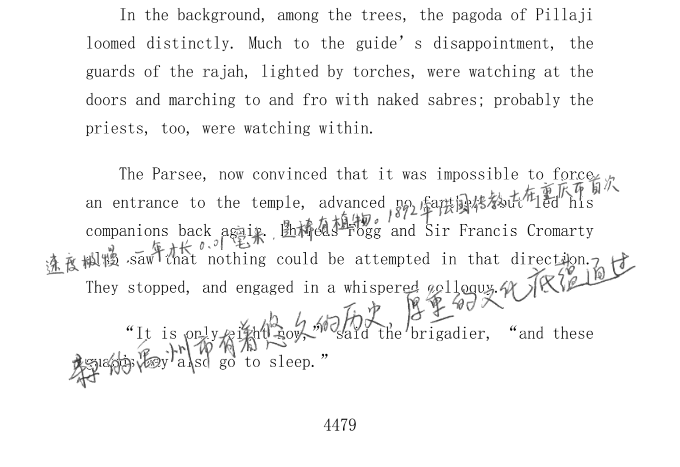 In the background, among the trees, the pagoda of Pillaji
loomed distinctly. Much to the guide's disappointment, the
guards of the rajah, lighted by torches, were watching at the
doors and marching to and fro with naked sabres; probably the
priests, too, were watching within.
The Parsee, now convinced that it was impossible to force
an entrance to the temple, advanced no farther, but led his
companions back again. Phileas Fogg and Sir Francis Cromarty
also saw that nothing could be attempted in that direction.
They stopped, and engaged in a whispered colloquy.
"It is only eight now," said the brigadier, "and these
guards may also go to sleep."
速度极慢,一年才长0.01毫米,是稀有植物。1892年法国传教士在重庆市首次
的禹州市有着悠久的历史,厚重的文化底蕴通过
4479